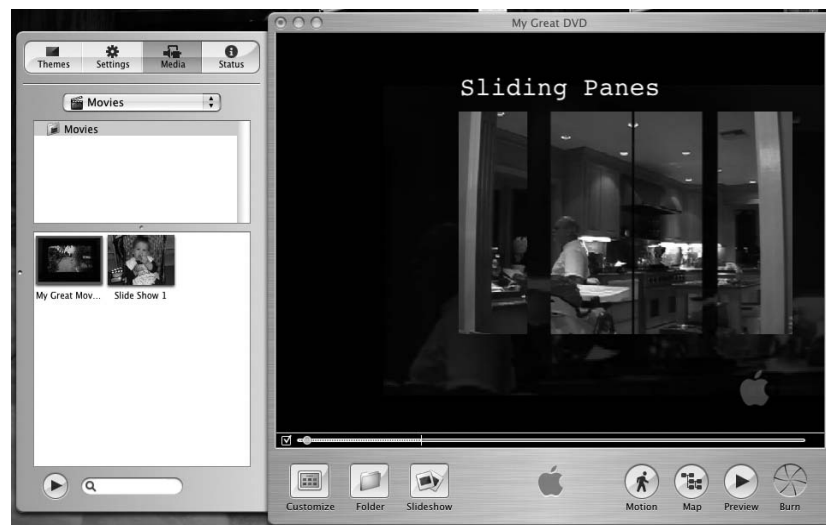 My Great DVD
Themes Settings Media Status
Movies
Movies
My Great Mov... Slide Show 1
Sliding Panes
Customize Folder Slideshow Motion Map Preview Burn